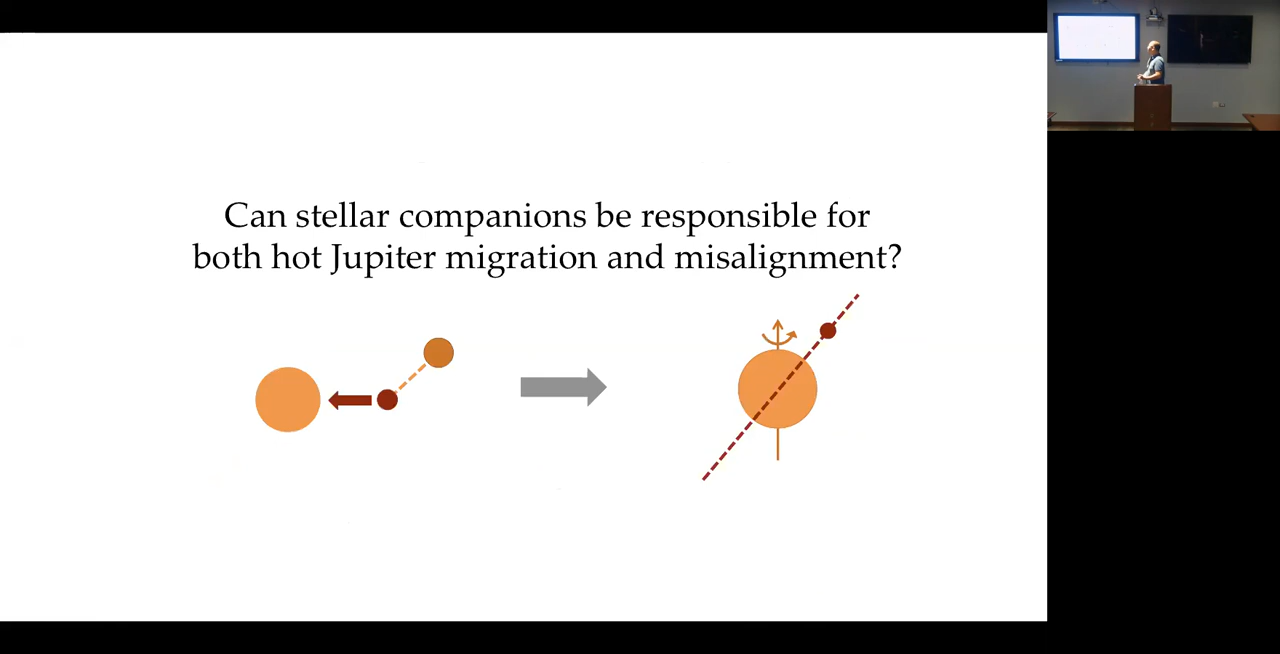 Can stellar companions be responsible for
both hot Jupiter migration and misalignment?